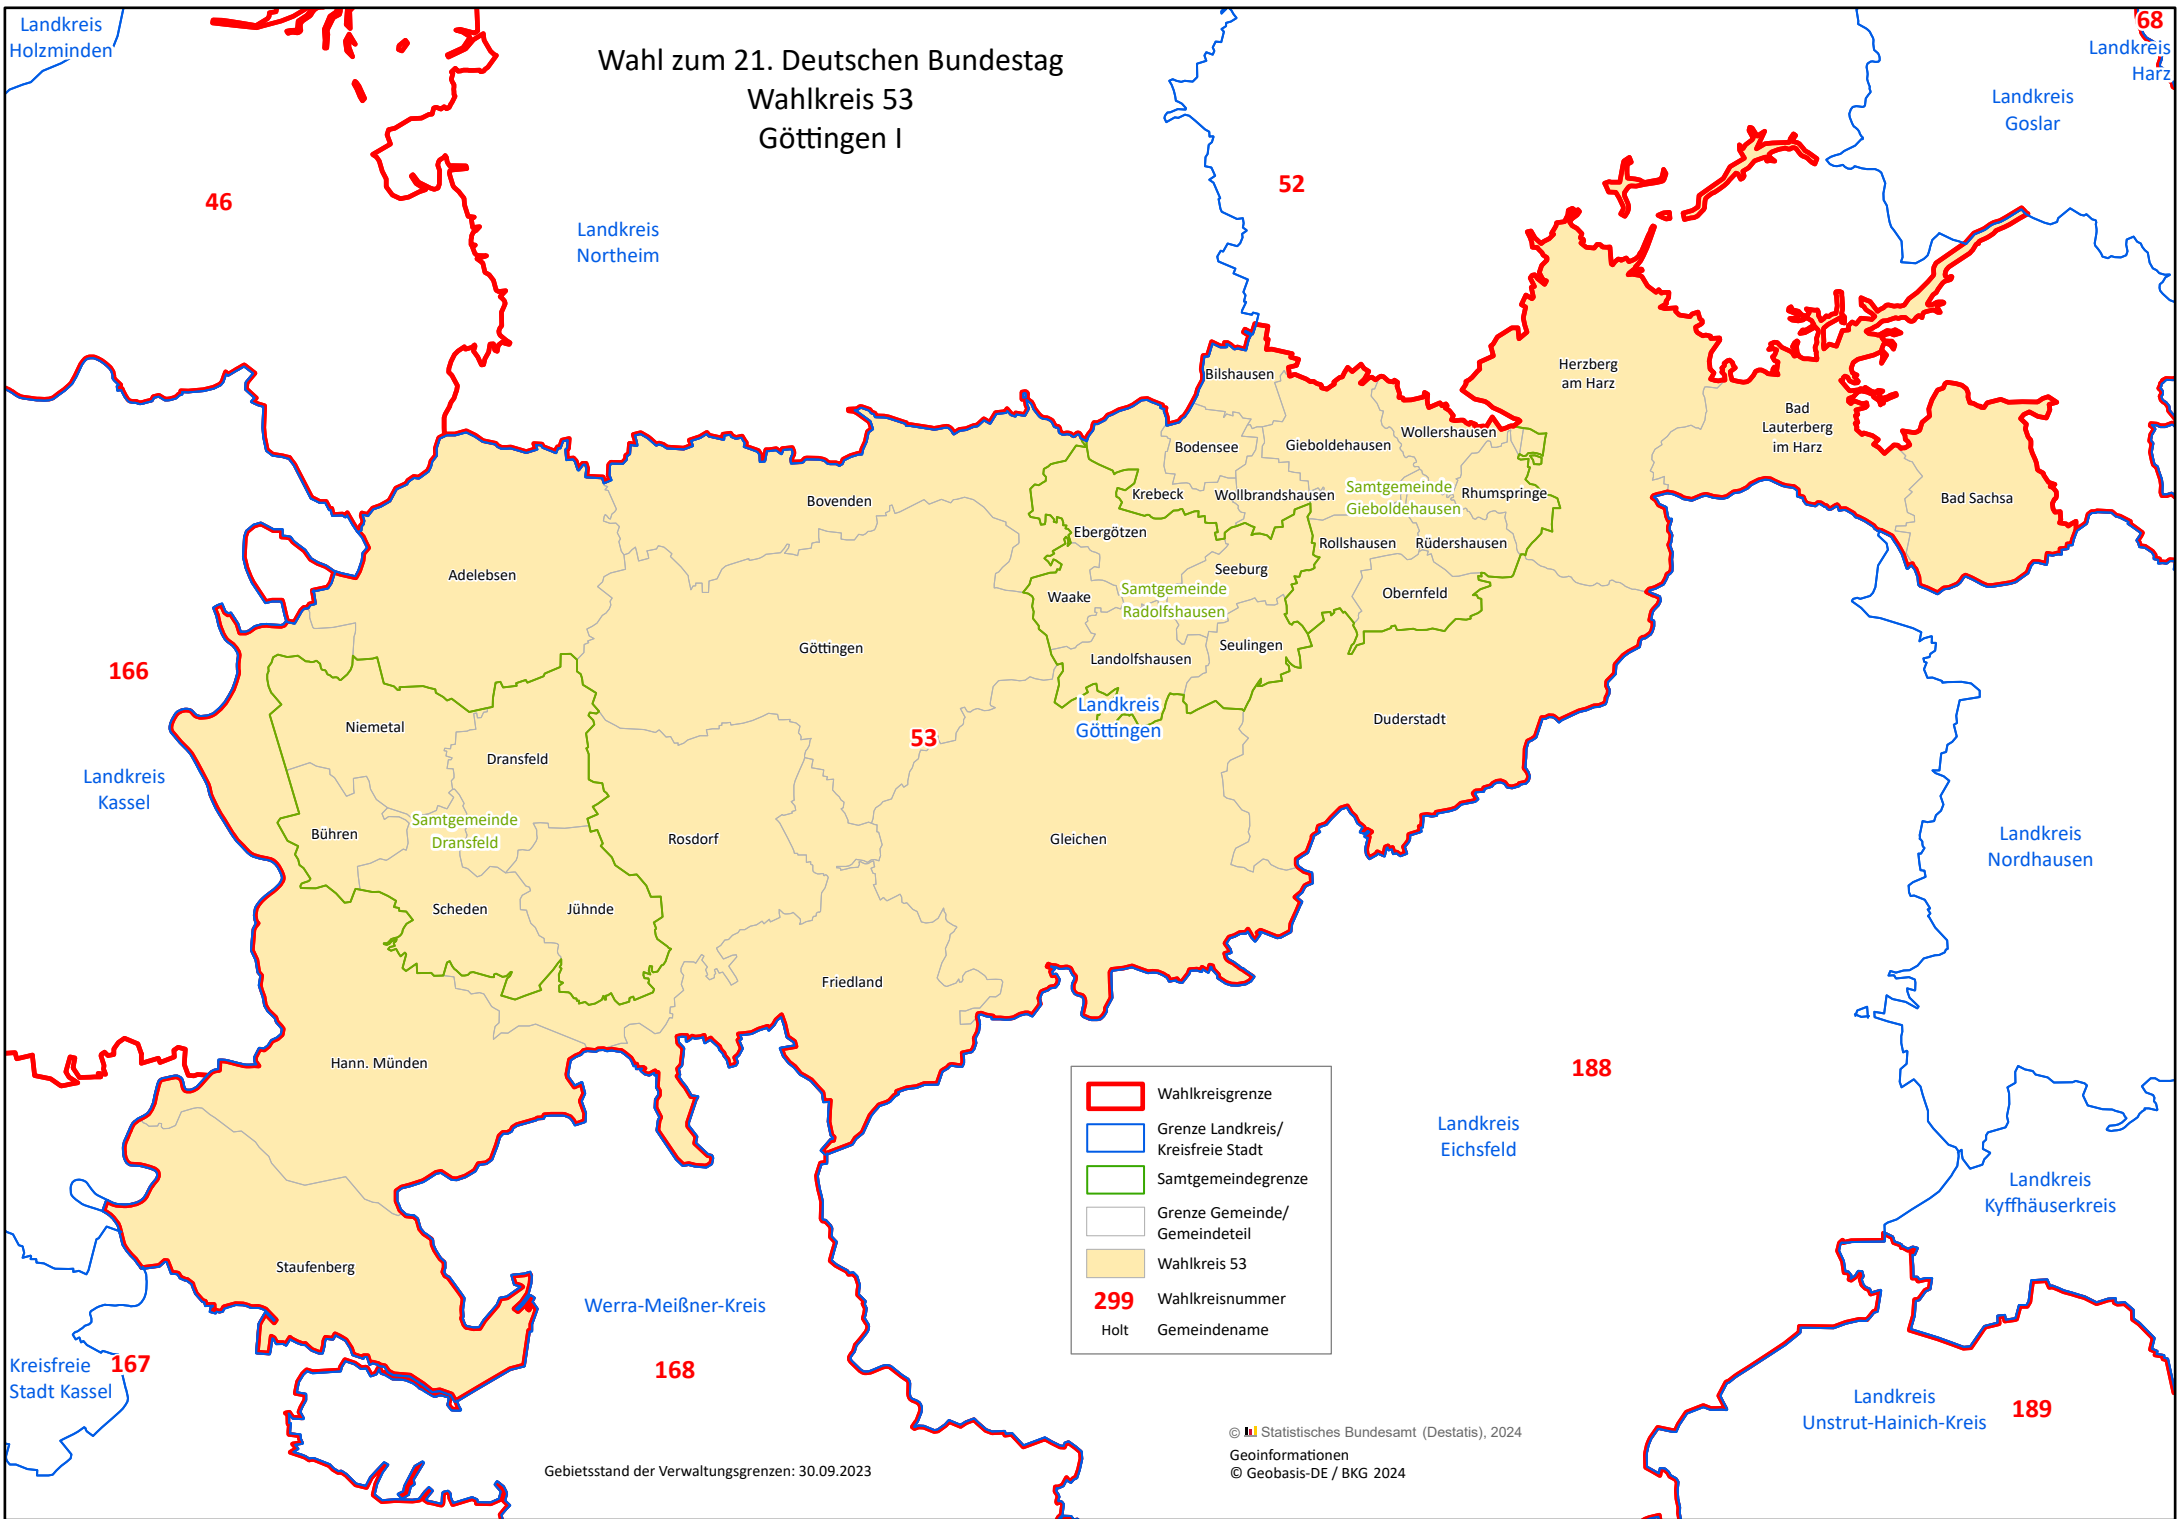 Wahl zum 21. Deutschen Bundestag
Wahlkreis 53
Göttingen I
Landkreis
Holzminden
68
Landkreis
Harz
Landkreis
Goslar
46
52
Landkreis
Northeim
Herzberg
am Harz
Bilshausen
Bad
Lauterberg
im Harz
Wollershausen
Bodensee
Gieboldehausen
Bovenden
Krebeck
Wollbrandshausen
Samtgemeinde
Gieboldehausen
Rhumspringe
Bad Sachsa
Ebergötzen
Rollshausen
Rüdershausen
Adelebsen
Seeburg
Waake
Samtgemeinde
Radolfshausen
Obernfeld
Göttingen
Landolfshausen
Seulingen
166
Landkreis
Göttingen
Duderstadt
Niemetal
53
Dransfeld
Landkreis
Kassel
Samtgemeinde
Dransfeld
Bühren
Rosdorf
Gleichen
Landkreis
Nordhausen
Scheden
Jühnde
Friedland
Hann. Münden
188
Landkreis
Eichsfeld
Landkreis
Kyffhäuserkreis
Staufenberg
Werra-Meißner-Kreis
Kreisfreie
Stadt Kassel
167
168
Landkreis
Unstrut-Hainich-Kreis
189
Wahlkreisgrenze
Grenze Landkreis/
Kreisfreie Stadt
Samtgemeindegrenze
Grenze Gemeinde/
Gemeindeteil
Wahlkreis 53
299 Wahlkreisnummer
Holt Gemeindename
© Statistisches Bundesamt (Destatis), 2024
Geoinformationen
© Geobasis-DE / BKG 2024
Gebietsstand der Verwaltungsgrenzen: 30.09.2023